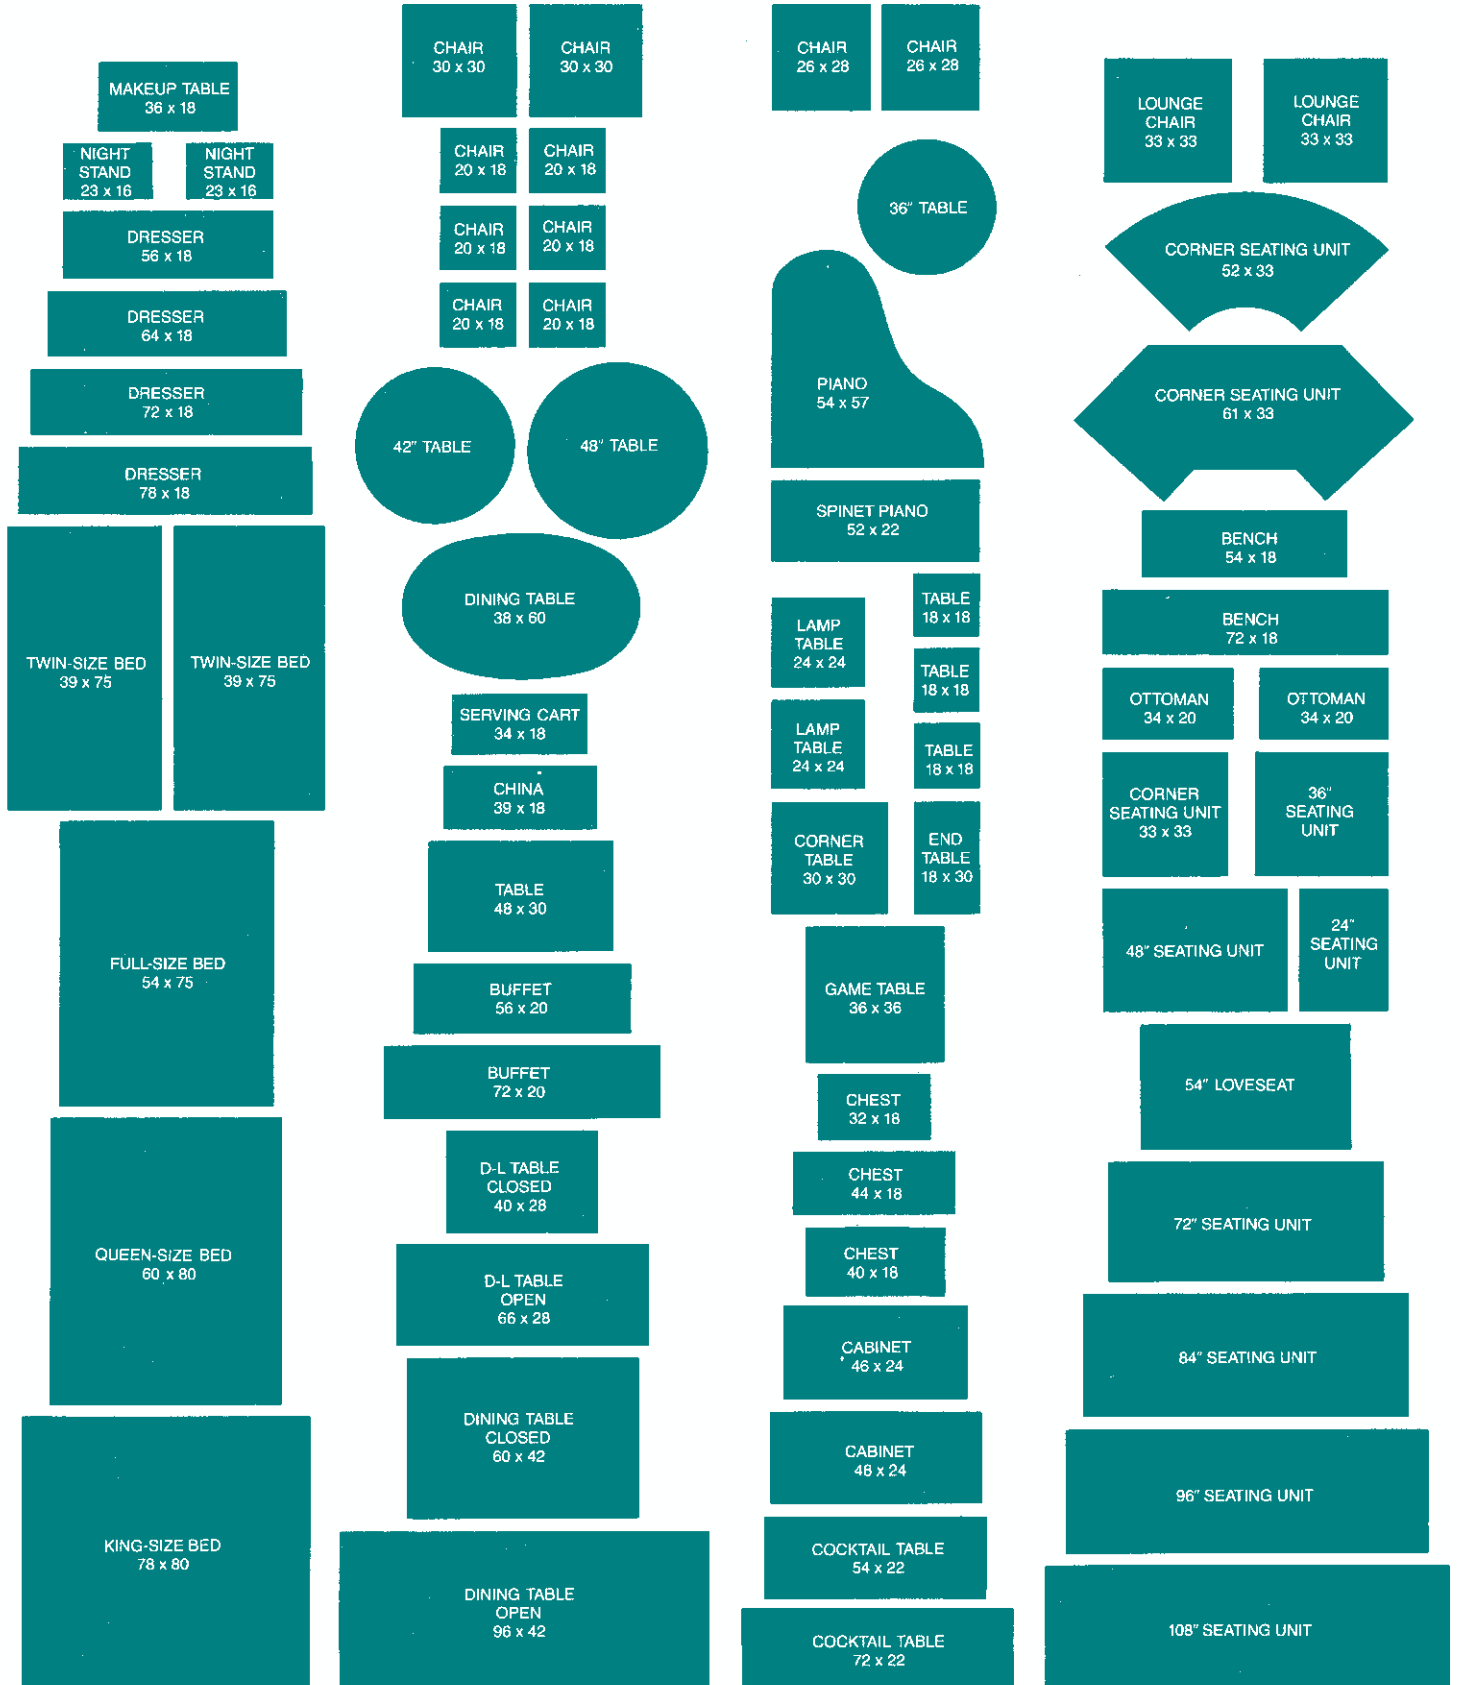 MAKEUP TABLE
36 x 18
NIGHT
STAND
23 x 16
NIGHT
STAND
23 x 16
DRESSER
56 x 18
DRESSER
64 x 18
DRESSER
72 x 18
DRESSER
78 x 18
TWIN-SIZE BED
39 x 75
TWIN-SIZE BED
39 x 75
FULL-SIZE BED
54 x 75
QUEEN-SIZE BED
60 x 80
KING-SIZE BED
78 x 80
CHAIR
30 x 30
CHAIR
30 x 30
CHAIR
20 x 18
CHAIR
20 x 18
CHAIR
20 x 18
CHAIR
20 x 18
CHAIR
20 x 18
CHAIR
20 x 18
42" TABLE
48" TABLE
DINING TABLE
38 x 60
SERVING CART
34 x 18
CHINA
39 x 18
TABLE
48 x 30
BUFFET
56 x 20
BUFFET
72 x 20
D-L TABLE
CLOSED
40 x 28
D-L TABLE
OPEN
66 x 28
DINING TABLE
CLOSED
60 x 42
DINING TABLE
OPEN
96 x 42
CHAIR
26 x 28
CHAIR
26 x 28
36" TABLE
PIANO
54 x 57
SPINET PIANO
52 x 22
LAMP
TABLE
24 x 24
TABLE
18 x 18
TABLE
18 x 18
LAMP
TABLE
24 x 24
TABLE
18 x 18
CORNER
TABLE
30 x 30
END
TABLE
18 x 30
GAME TABLE
36 x 36
CHEST
32 x 18
CHEST
44 x 18
CHEST
40 x 18
CABINET
46 x 24
CABINET
48 x 24
COCKTAIL TABLE
54 x 22
COCKTAIL TABLE
72 x 22
LOUNGE
CHAIR
33 x 33
LOUNGE
CHAIR
33 x 33
CORNER SEATING UNIT
52 x 33
CORNER SEATING UNIT
61 x 33
BENCH
54 x 18
BENCH
72 x 18
OTTOMAN
34 x 20
OTTOMAN
34 x 20
CORNER
SEATING UNIT
33 x 33
36"
SEATING
UNIT
48" SEATING UNIT
24"
SEATING
UNIT
54" LOVESEAT
72" SEATING UNIT
84" SEATING UNIT
96" SEATING UNIT
108" SEATING UNIT